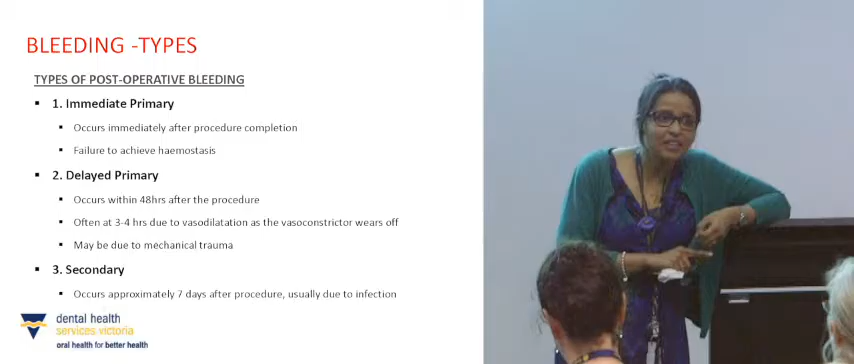 BLEEDING -TYPES
TYPES OF POST-OPERATIVE BLEEDING
1. Immediate Primary
Occurs immediately after procedure completion
Failure to achieve haemostasis
2. Delayed Primary
Occurs within 48hrs after the procedure
Often at 3-4 hrs due to vasodilatation as the vasoconstrictor wears off
May be due to mechanical trauma
3. Secondary
Occurs approximately 7 days after procedure, usually due to infection
dental health
services victoria
oral health for better health